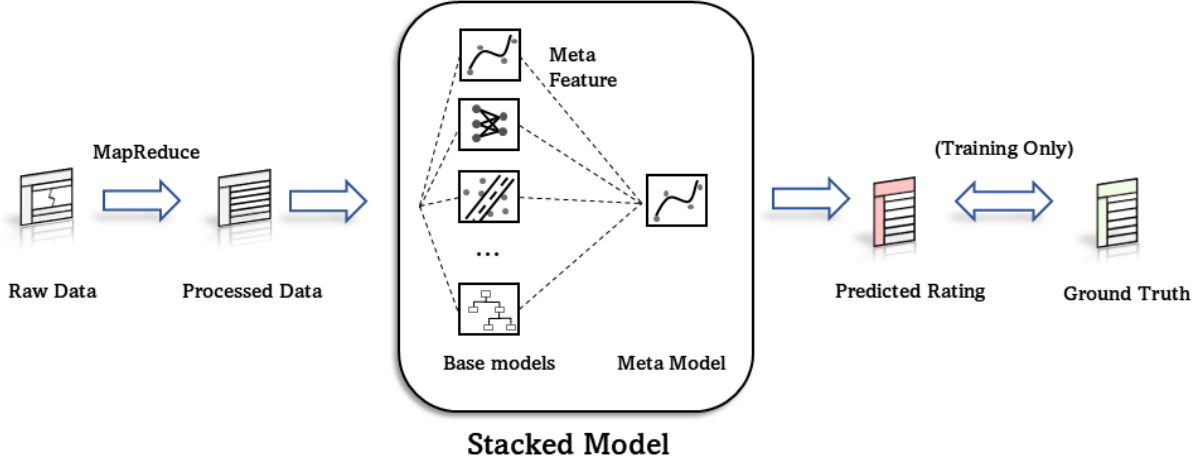 Meta
Feature
MapReduce
(Training Only)
...
Raw Data
Processed Data
Predicted Rating
Ground Truth
Base models
Meta Model
Stacked Model